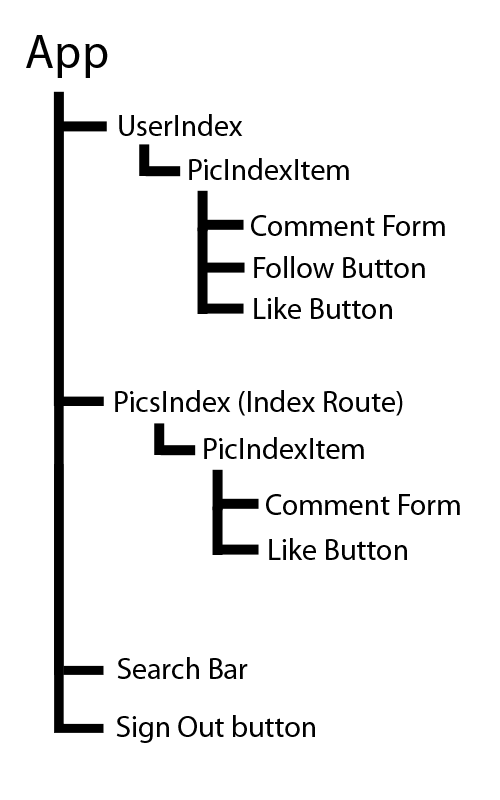 App
UserIndex
PicIndexItem
Comment Form
Follow Button
Like Button
PicsIndex (Index Route)
PicIndexItem
Comment Form
Like Button
Search Bar
Sign Out button